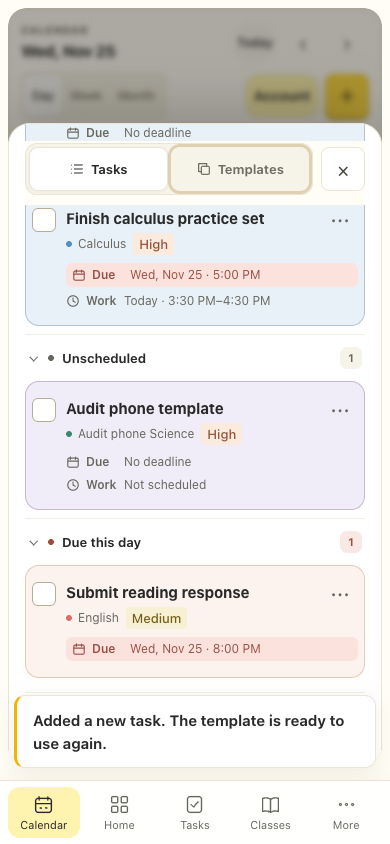 CALENDAR
Wed, Nov 25
Today
Day
Week
Month
Account
Due No deadline
Tasks
Templates
Finish calculus practice set
Calculus High
Due Wed, Nov 25 · 5:00 PM
Work Today · 3:30 PM–4:30 PM
Unscheduled 1
Audit phone template
Audit phone Science High
Due No deadline
Work Not scheduled
Due this day 1
Submit reading response
English Medium
Due Wed, Nov 25 · 8:00 PM
Added a new task. The template is ready to
use again.
Calendar
Home
Tasks
Classes
More